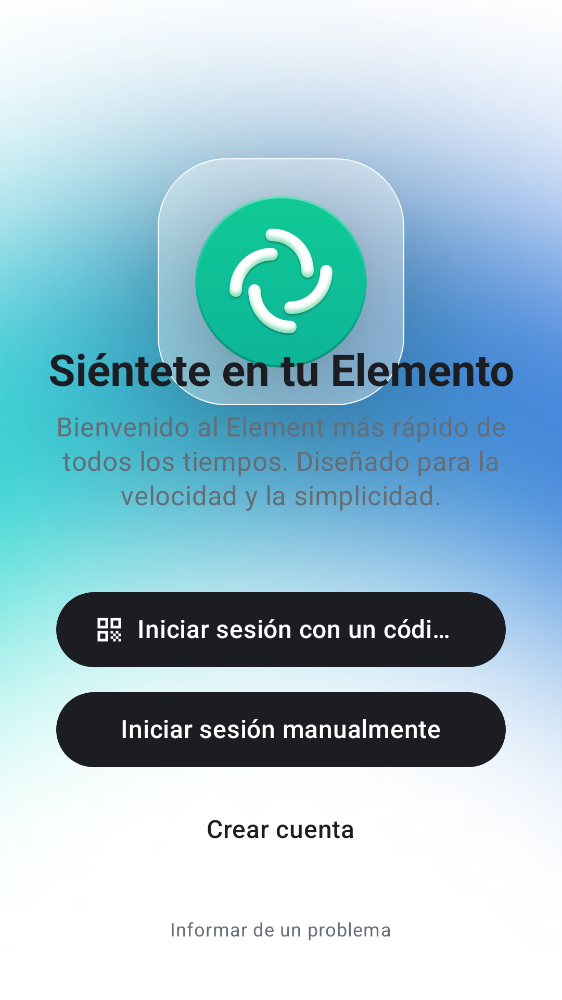 Siéntete en tu Elemento
Bienvenido al Element más rápido de
todos los tiempos. Diseñado para la
velocidad y la simplicidad.
Iniciar sesión con un códi…
Iniciar sesión manualmente
Crear cuenta
Informar de un problema